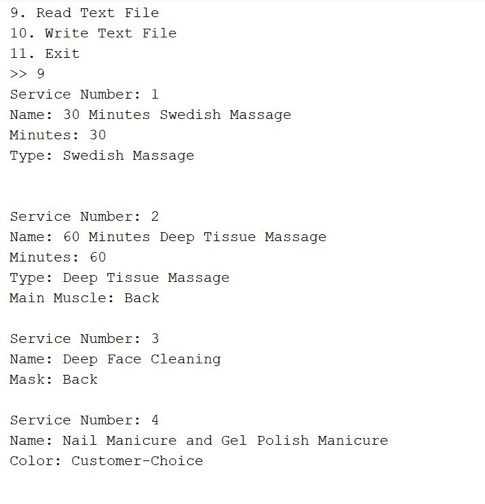 9. Read Text File
10. Write Text File
11. Exit
>> 9
Service Number: 1
Name: 30 Minutes Swedish Massage
Minutes: 30
Type: Swedish Massage
Service Number: 2
Name: 60 Minutes Deep Tissue Massage
Minutes: 60
Type: Deep Tissue Massage
Main Muscle: Back
Service Number: 3
Name: Deep Face Cleaning
Mask: Back
Service Number: 4
Name: Nail Manicure and Gel Polish Manicure
Color: Customer-Choice